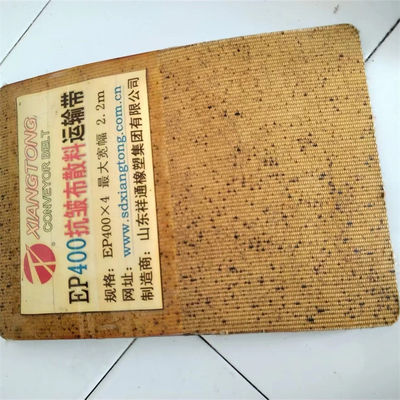 XIANGTONG
CONVEYOR BELT
EP400抗皱布散料运输带
规格：EP400×4 最大宽幅 2.2m
网址：www.sdxiangtong.com.cn
制造商：山东祥通橡塑集团有限公司